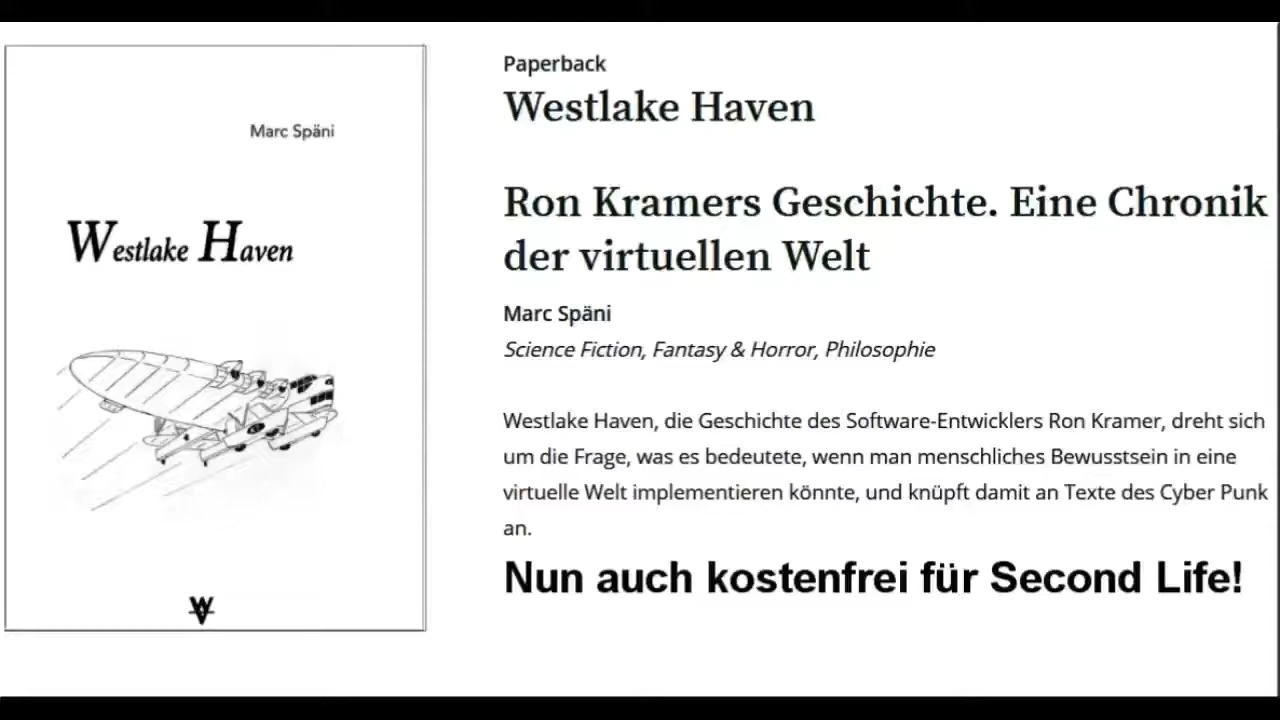 Marc Späni
Westlake Haven
W
Paperback
Westlake Haven
Ron Kramers Geschichte. Eine Chronik
der virtuellen Welt
Marc Späni
Science Fiction, Fantasy & Horror, Philosophie
Westlake Haven, die Geschichte des Software-Entwicklers Ron Kramer, dreht sich
um die Frage, was es bedeutete, wenn man menschliches Bewusstsein in eine
virtuelle Welt implementieren könnte, und knüpft damit an Texte des Cyber Punk
an.
Nun auch kostenfrei für Second Life!